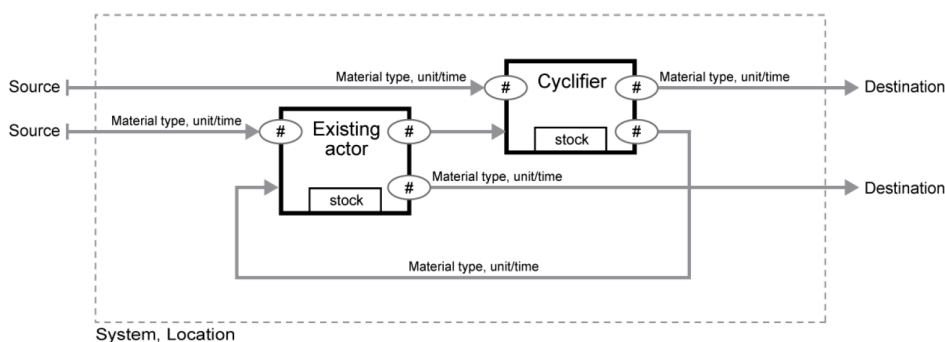 Source
Material type, unit/time
#
Cyclifier
#
Material type, unit/time
Destination
Source
Material type, unit/time
#
Existing
actor
#
stock
#
stock
#
Material type, unit/time
Destination
Material type, unit/time
System, Location